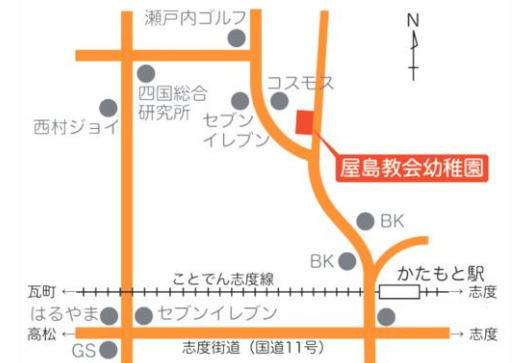 瀬戸内ゴルフ
N
コスモス
四国総合
研究所
西村ジョイ
セブン
イレブン
屋島教会幼稚園
BK
BK
かたもと駅
ことでん志度線
瓦町 ←
→ 志度
はるやま
セブンイレブン
高松 ←
→ 志度
志度街道（国道11号）
GS